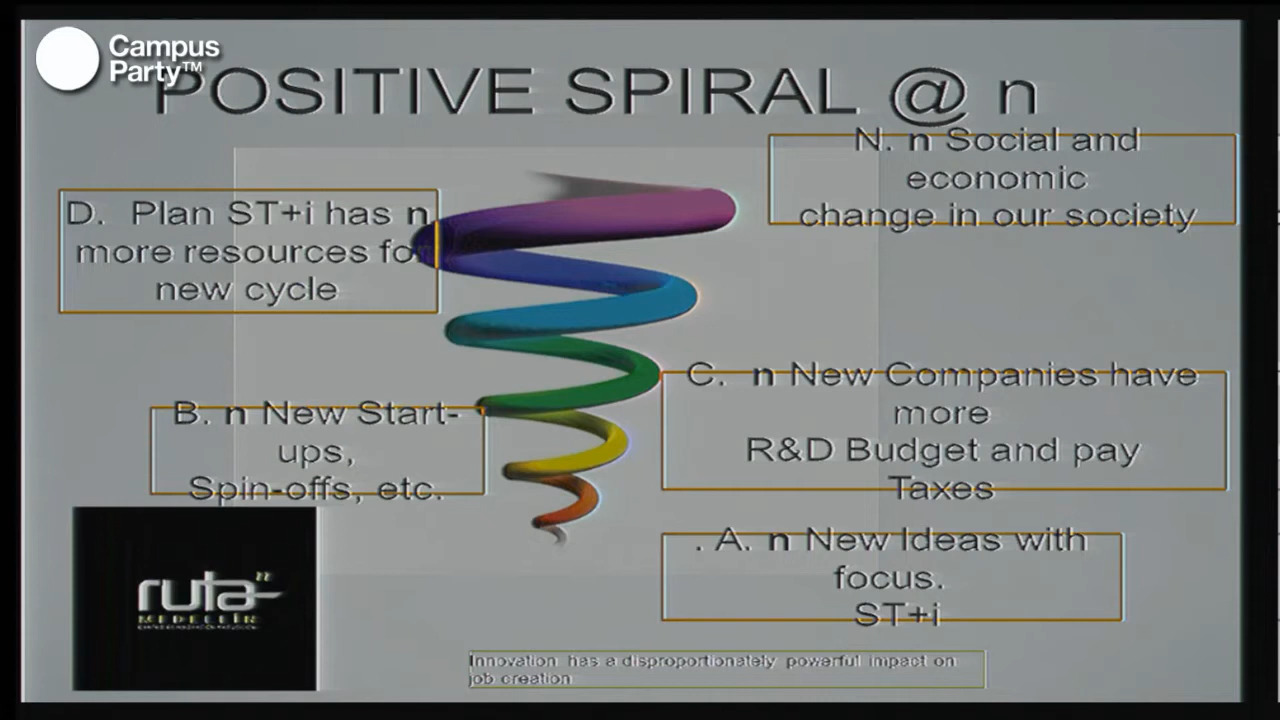 Campus
Party™
POSITIVE SPIRAL @ n
N. n Social and
economic
change in our society
D. Plan ST+i has n
more resources for
new cycle
C. n New Companies have
more
R&D Budget and pay
Taxes
B. n New Start-
ups,
Spin-offs, etc.
. A. n New Ideas with
focus.
ST+i
ruta n
MEDELLÍN
Innovation has a disproportionately powerful impact on
job creation